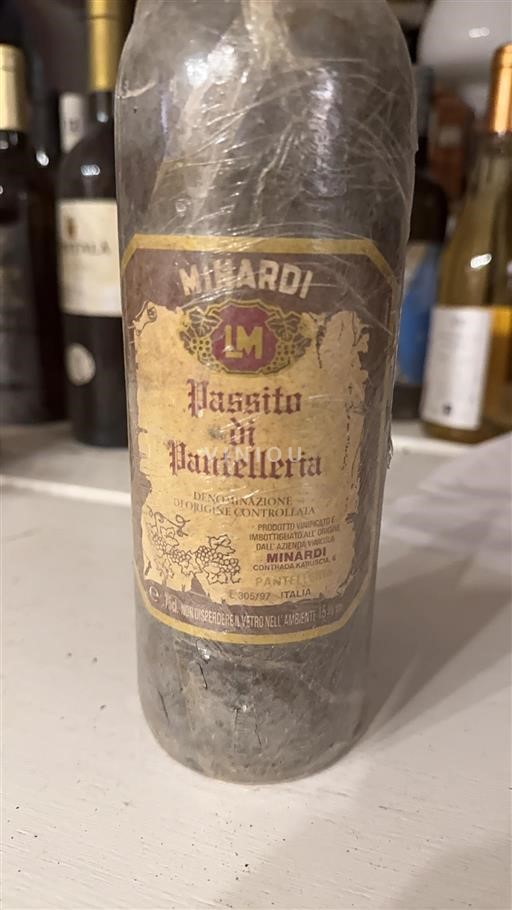 MINARDI
LM
Passito
di
Pantelleria
DENOMINAZIONE
DI ORIGINE CONTROLLATA
PRODOTTO VINIFICATO E
IMBOTTIGLIATO ALL' ORIGINE
DALL' AZIENDA VINICOLA
MINARDI
CONTRADA KARUSCIA, 6
PANTELLERIA
L 305/97 ITALIA
NON DISPERDERE IL VETRO NELL' AMBIENTE